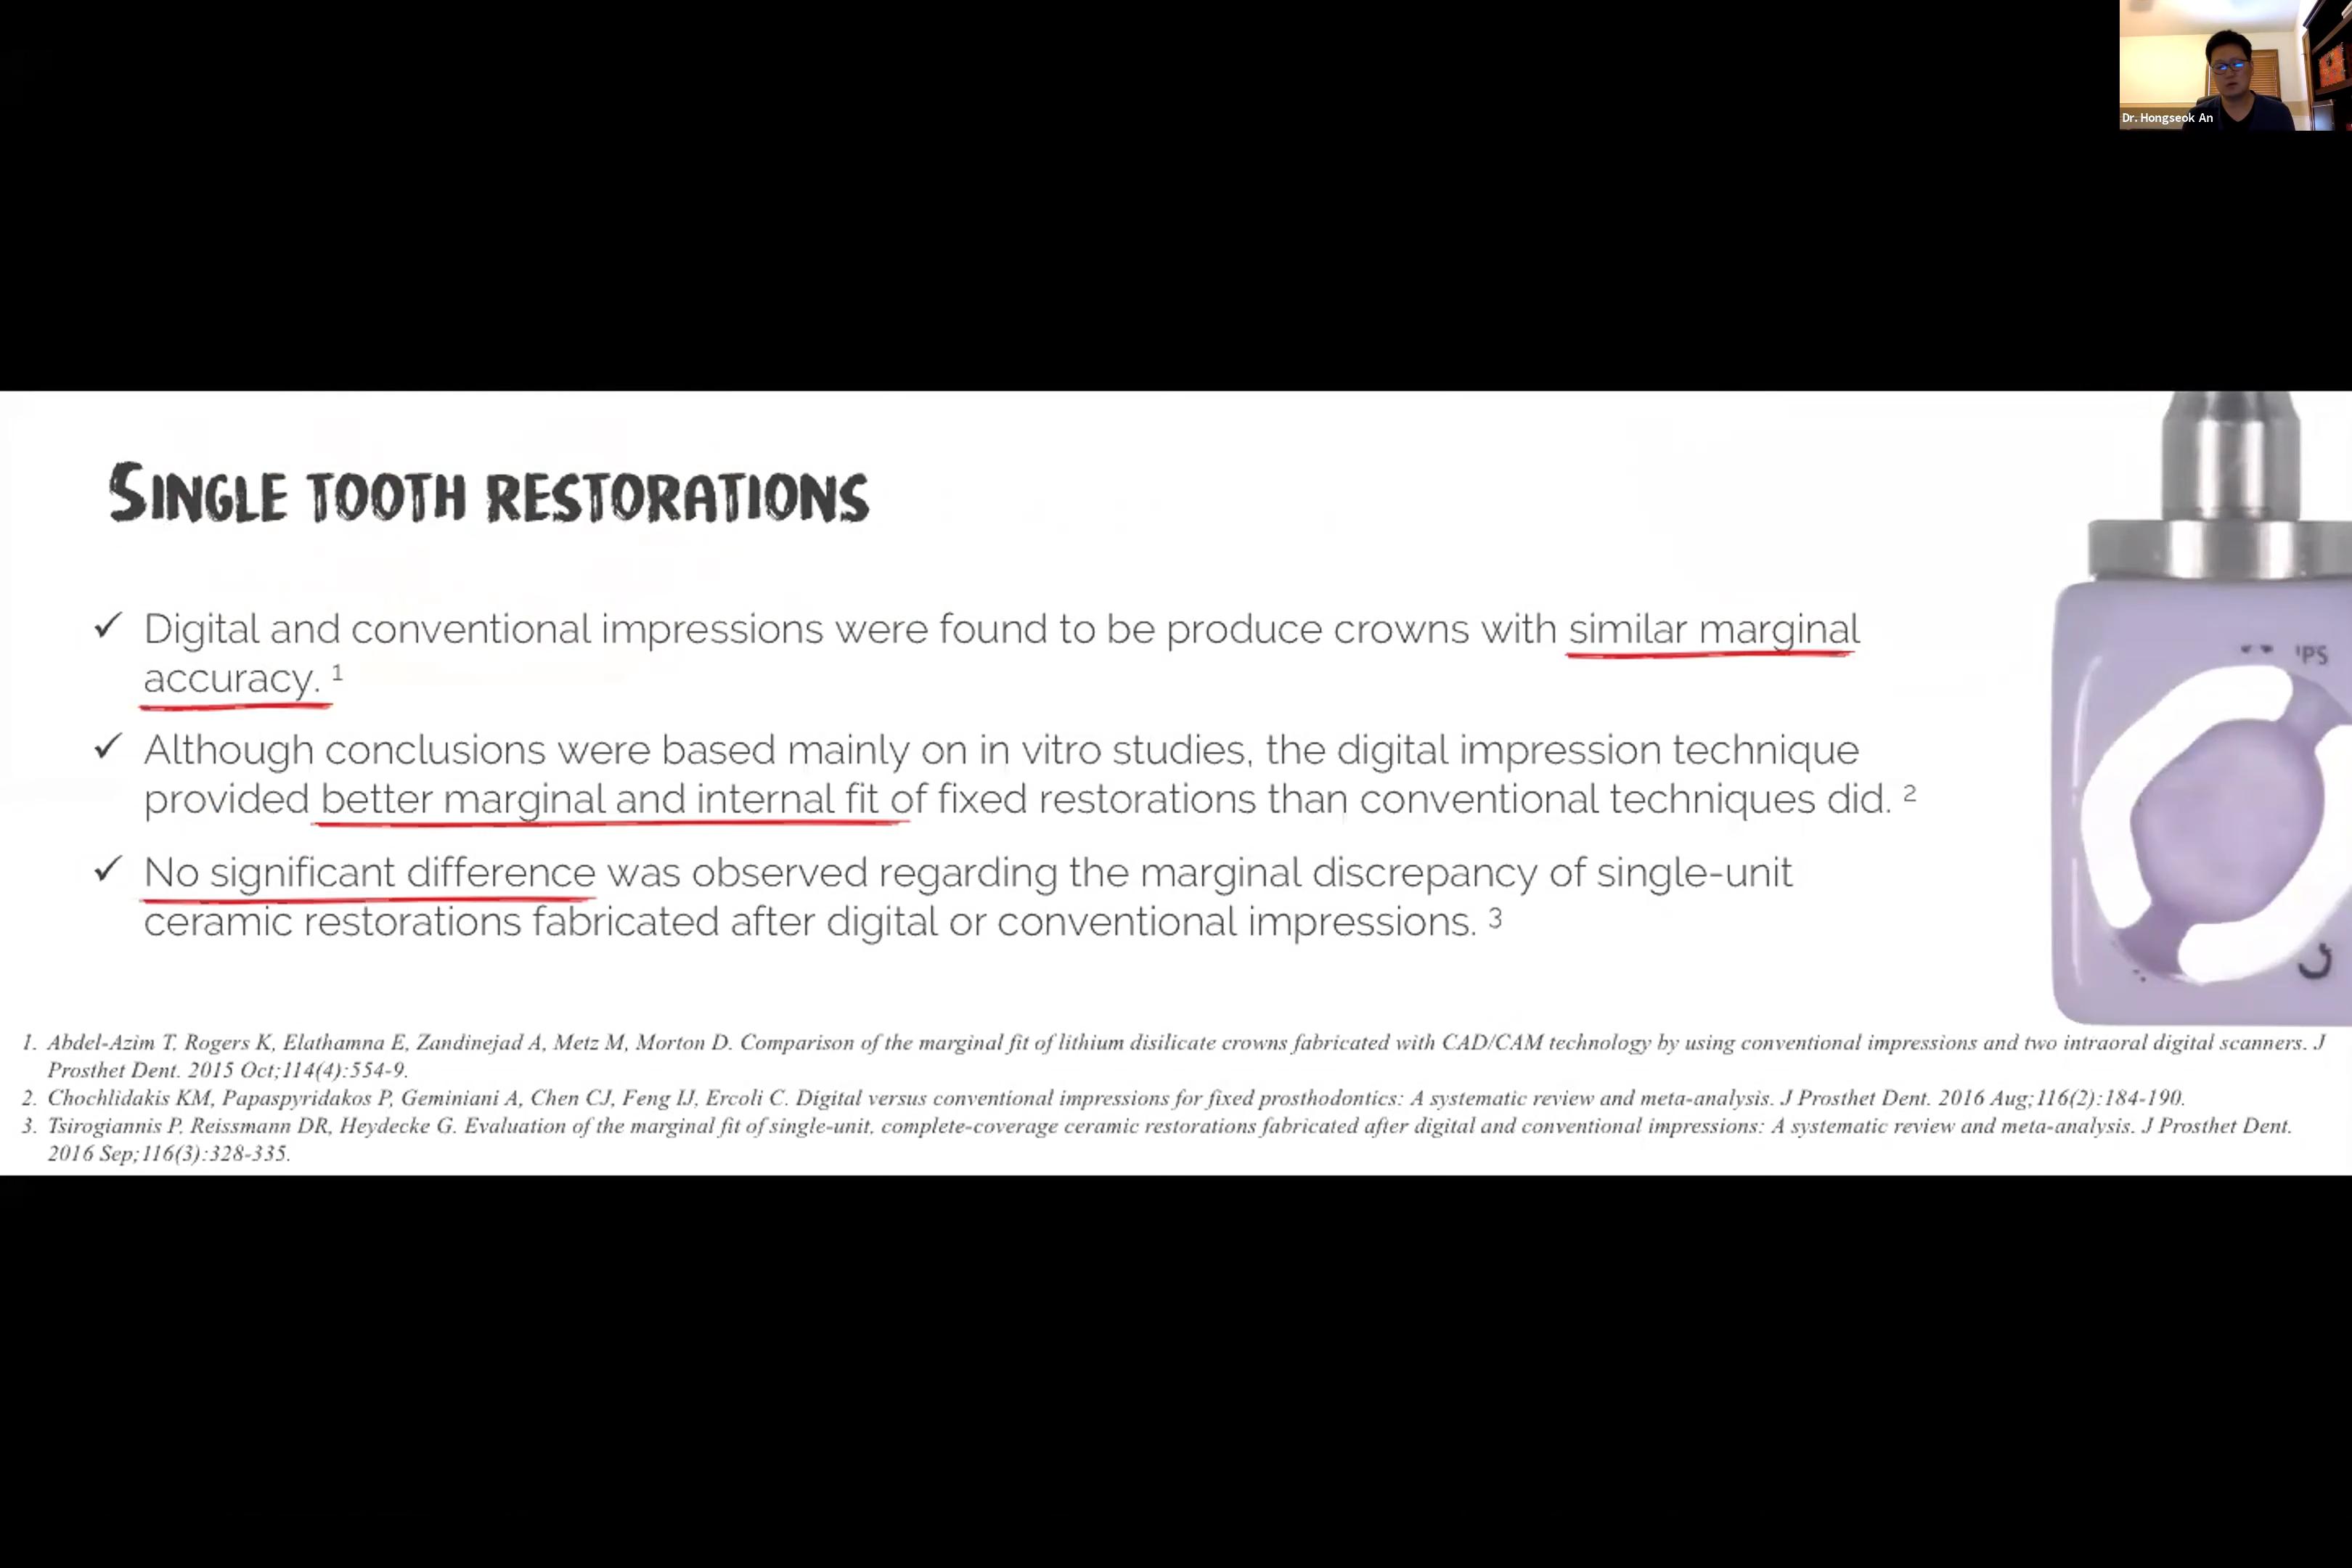 Dr. Hongseok An
SINGLE TOOTH RESTORATIONS
✓ Digital and conventional impressions were found to be produce crowns with similar marginal
accuracy. 1
✓ Although conclusions were based mainly on in vitro studies, the digital impression technique
provided better marginal and internal fit of fixed restorations than conventional techniques did. 2
✓ No significant difference was observed regarding the marginal discrepancy of single-unit
ceramic restorations fabricated after digital or conventional impressions. 3
IPS
1. Abdel-Azim T, Rogers K, Elathamna E, Zandinejad A, Metz M, Morton D. Comparison of the marginal fit of lithium disilicate crowns fabricated with CAD/CAM technology by using conventional impressions and two intraoral digital scanners. J
Prosthet Dent. 2015 Oct;114(4):554-9.
2. Chochlidakis KM, Papaspyridakos P, Geminiani A, Chen CJ, Feng IJ, Ercoli C. Digital versus conventional impressions for fixed prosthodontics: A systematic review and meta-analysis. J Prosthet Dent. 2016 Aug;116(2):184-190.
3. Tsirogiannis P, Reissmann DR, Heydecke G. Evaluation of the marginal fit of single-unit, complete-coverage ceramic restorations fabricated after digital and conventional impressions: A systematic review and meta-analysis. J Prosthet Dent.
2016 Sep;116(3):328-335.